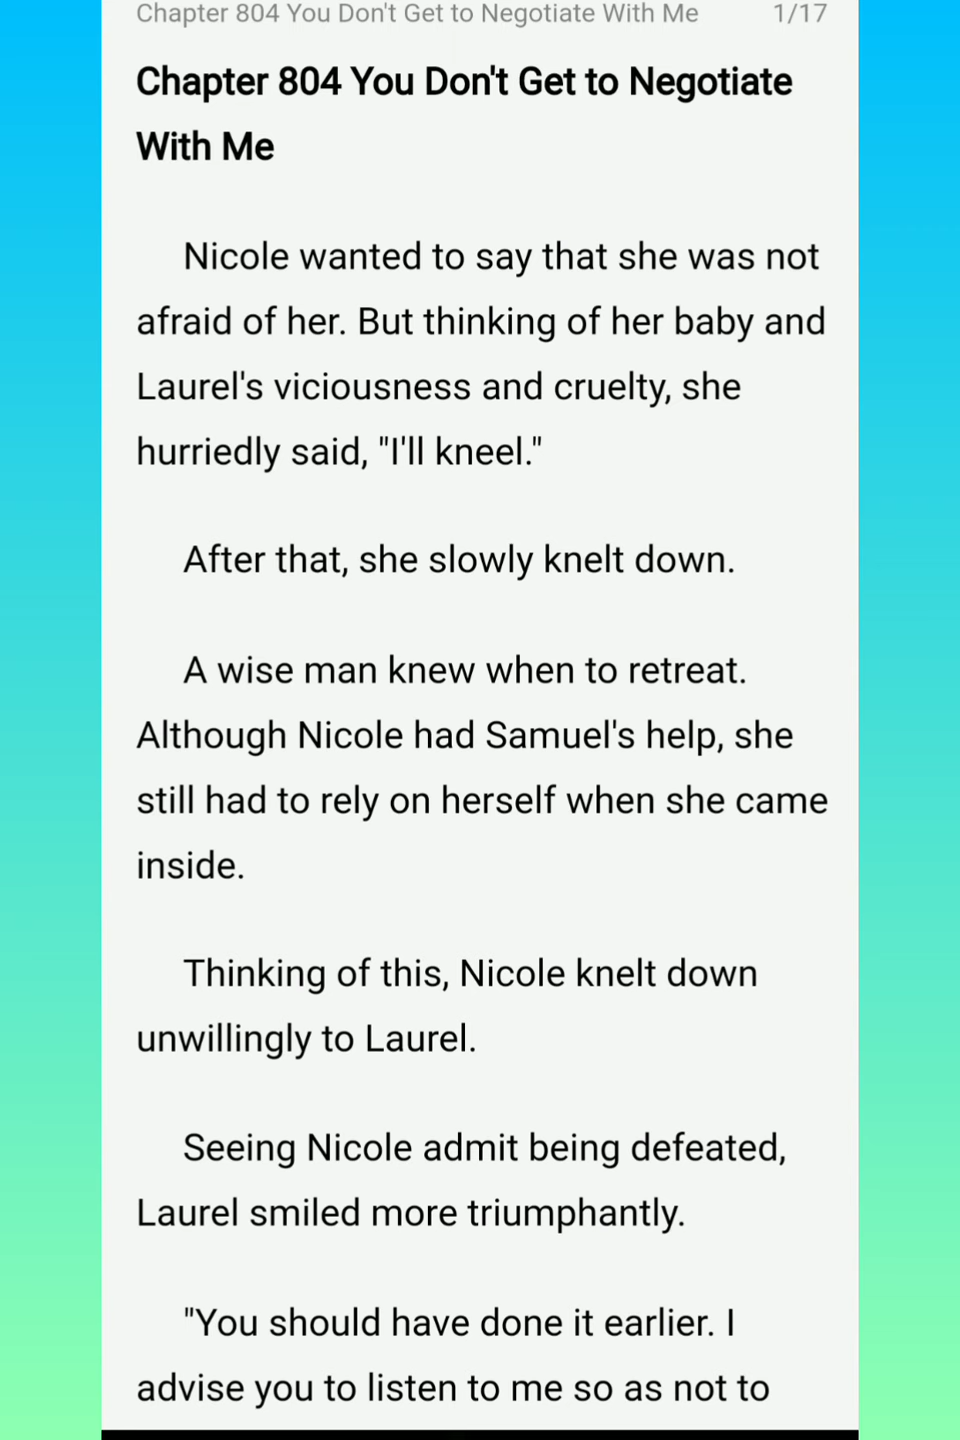 Chapter 804 You Don't Get to Negotiate With Me 1/17
Chapter 804 You Don't Get to Negotiate
With Me
Nicole wanted to say that she was not
afraid of her. But thinking of her baby and
Laurel's viciousness and cruelty, she
hurriedly said, "I'll kneel."
After that, she slowly knelt down.
A wise man knew when to retreat.
Although Nicole had Samuel's help, she
still had to rely on herself when she came
inside.
Thinking of this, Nicole knelt down
unwillingly to Laurel.
Seeing Nicole admit being defeated,
Laurel smiled more triumphantly.
"You should have done it earlier. I
advise you to listen to me so as not to